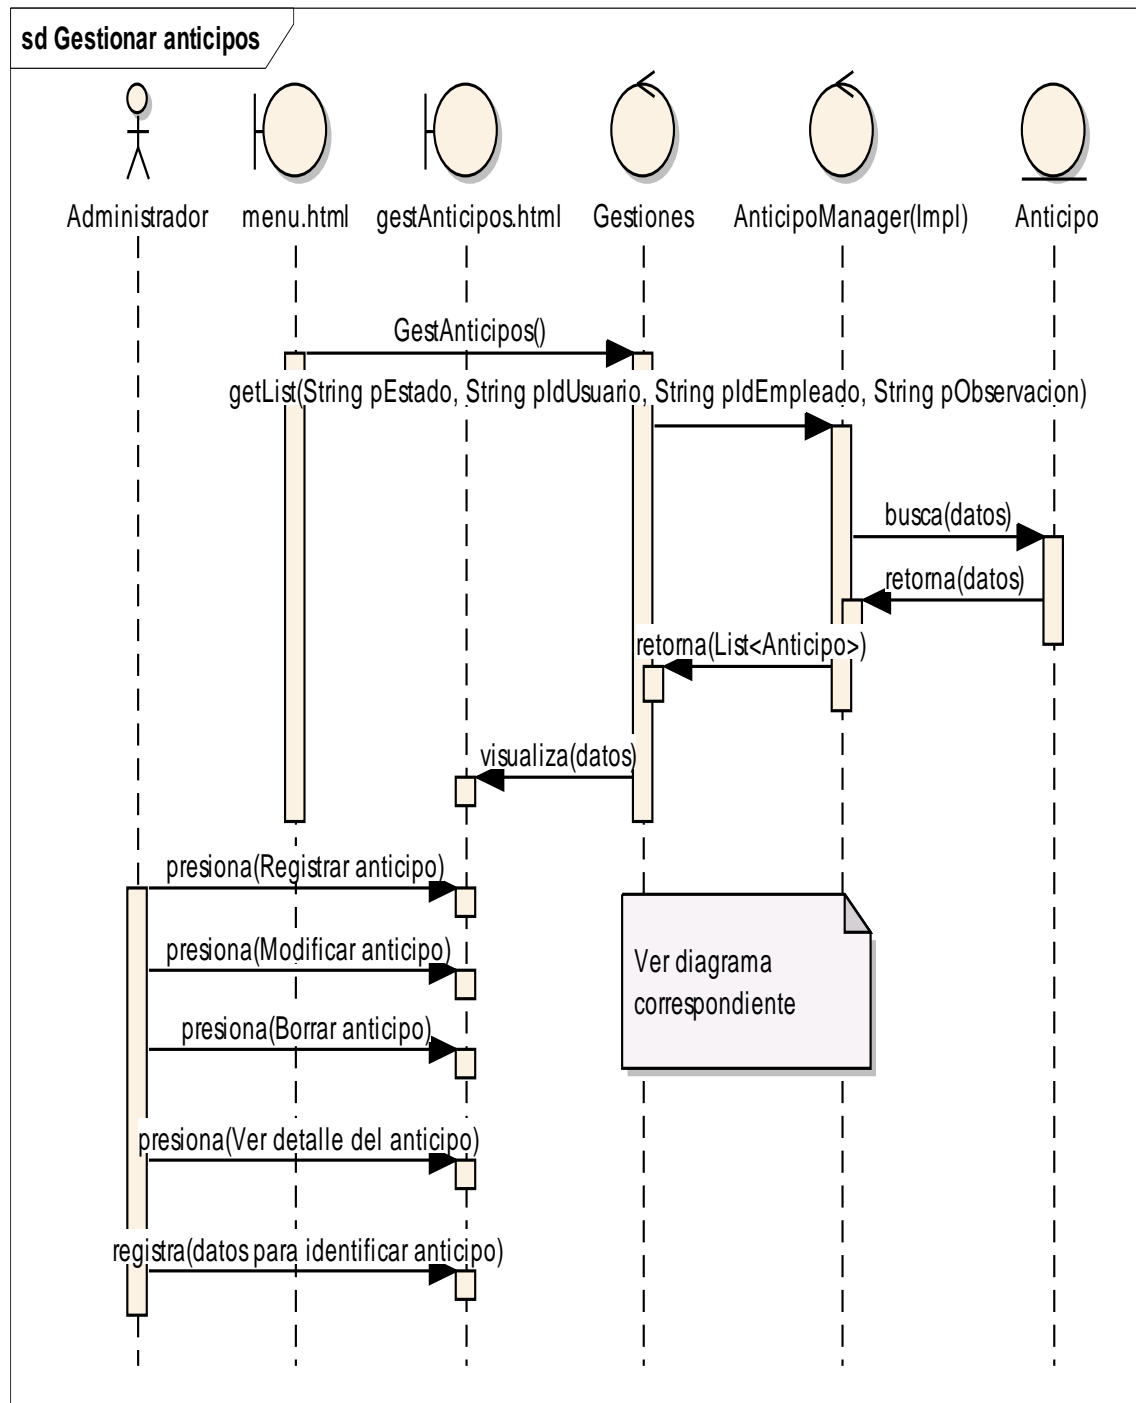 sd Gestionar anticipos
Administrador
menu.html
gestAnticipos.html
Gestiones
AnticipoManager(Impl)
Anticipo
GestAnticipos()
getList(String pEstado, String pIdUsuario, String pIdEmpleado, String pObservacion)
busca(datos)
retorna(datos)
retorna(List<Anticipo>)
visualiza(datos)
presiona(Registrar anticipo)
presiona(Modificar anticipo)
Ver diagrama
correspondiente
presiona(Borrar anticipo)
presiona(Ver detalle del anticipo)
registra(datos para identificar anticipo)